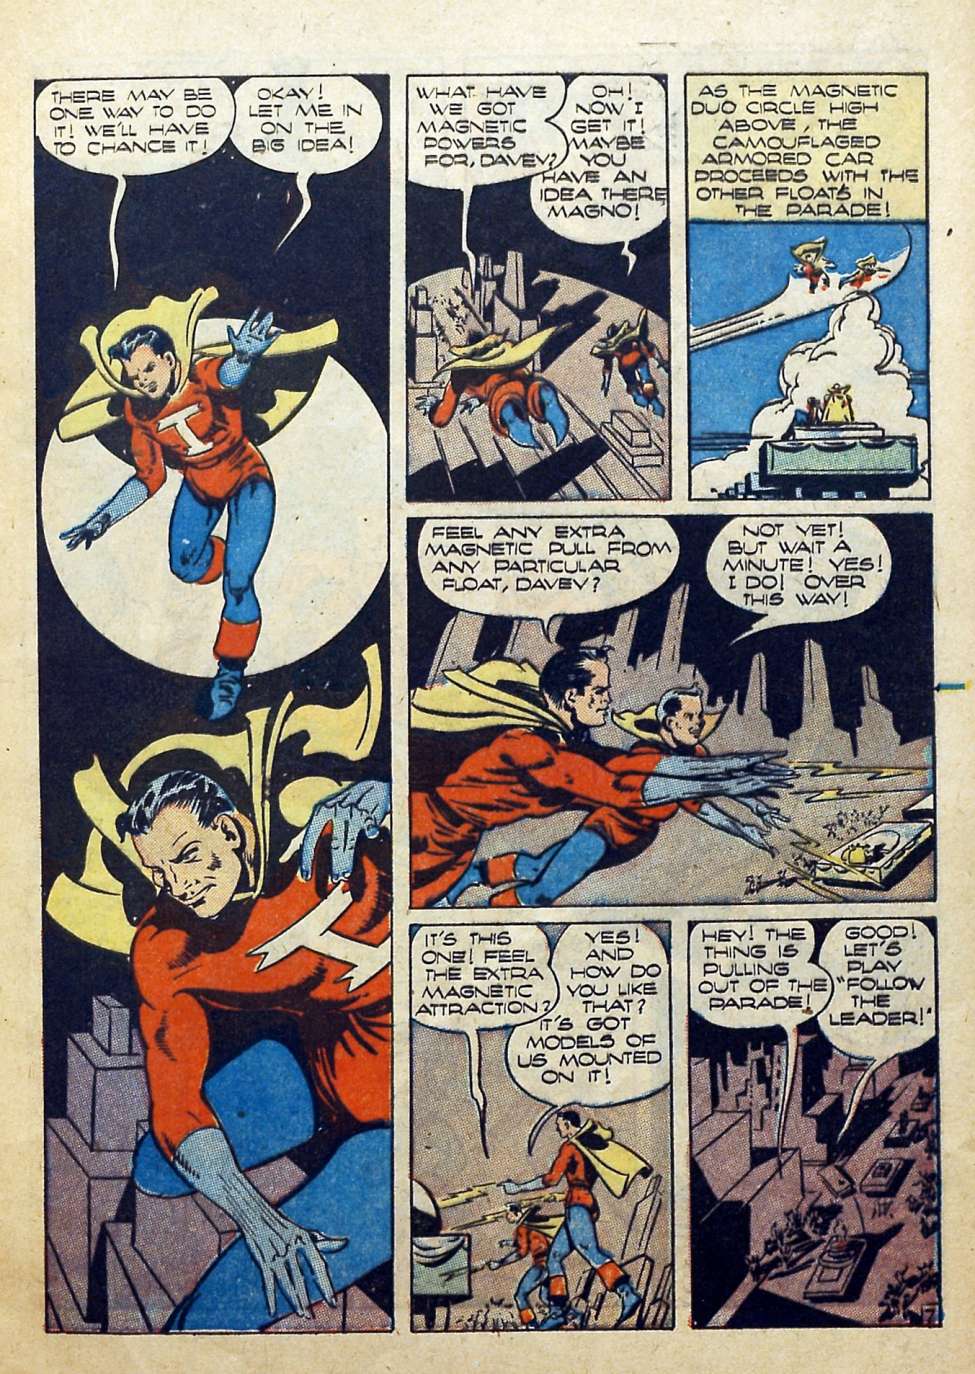 THERE MAY BE
ONE WAY TO DO
IT! WE'LL HAVE
TO CHANCE IT!
OKAY!
LET ME IN
ON THE
BIG IDEA!
I
WHAT HAVE
WE GOT
MAGNETIC
POWERS
FOR, DAVEY?
OH!
NOW I
GET IT!
MAYBE
YOU
HAVE AN
IDEA THERE,
MAGNO!
AS THE MAGNETIC
DUO CIRCLE HIGH
ABOVE, THE
CAMOUFLAGED
ARMORED CAR
PROCEEDS WITH THE
OTHER FLOATS IN
THE PARADE!
FEEL ANY EXTRA
MAGNETIC PULL FROM
ANY PARTICULAR
FLOAT, DAVEY?
NOT YET!
BUT WAIT A
MINUTE! YES!
I DO! OVER
THIS WAY!
IT'S THIS
ONE! FEEL
THE EXTRA
MAGNETIC
ATTRACTION?
YES!
AND
HOW DO
YOU LIKE
THAT?
IT'S GOT
MODELS OF
US MOUNTED
ON IT!
HEY! THE
THING IS
PULLING
OUT OF THE
PARADE!
GOOD!
LET'S
PLAY
"FOLLOW
THE
LEADER!"
7